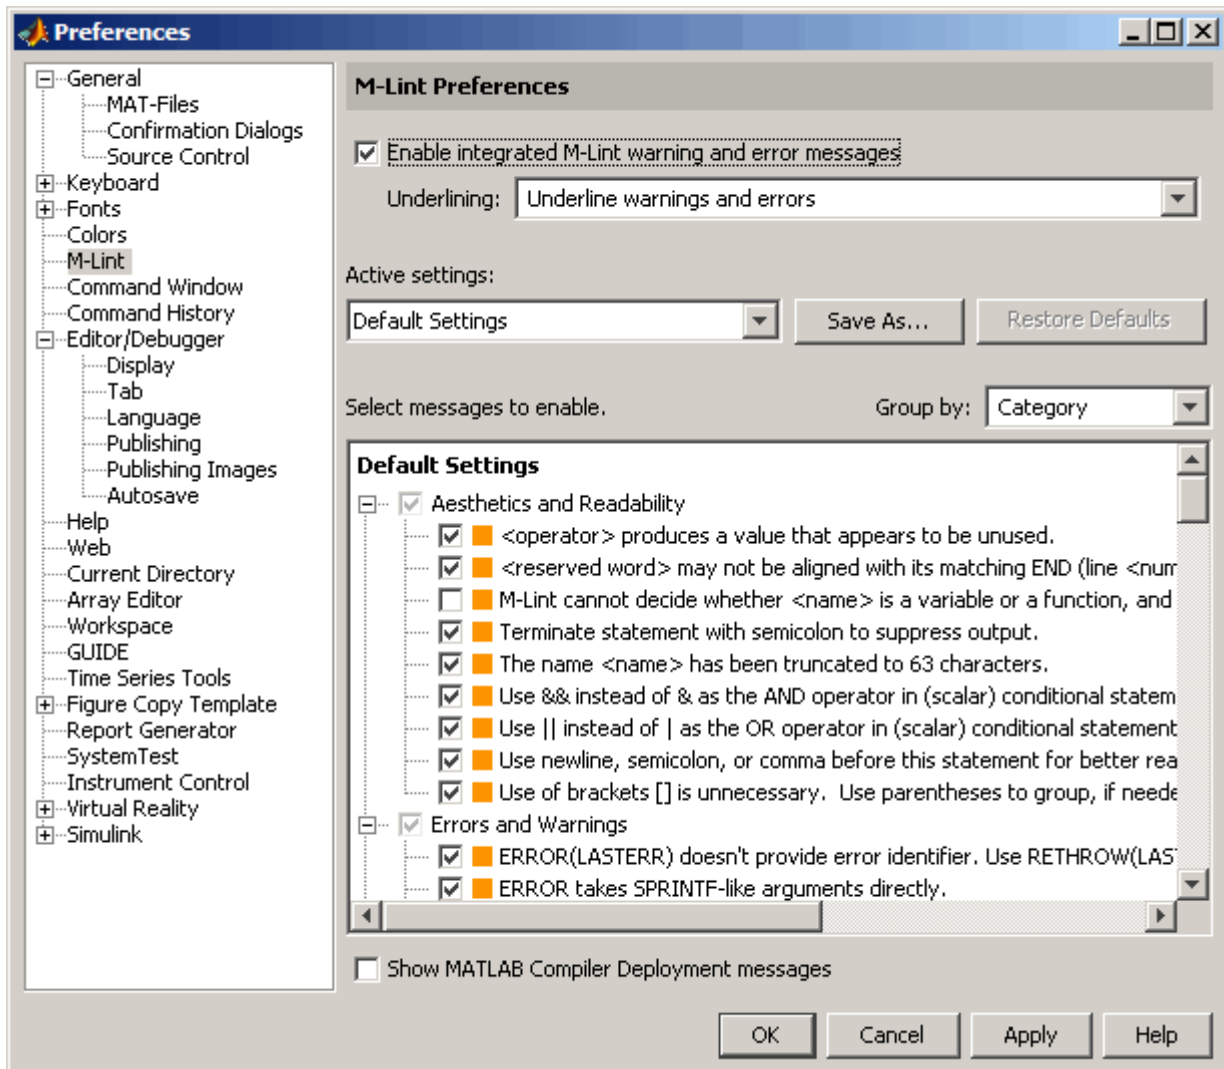 Preferences
General
MAT-Files
Confirmation Dialogs
Source Control
Keyboard
Fonts
Colors
M-Lint
Command Window
Command History
Editor/Debugger
Display
Tab
Language
Publishing
Publishing Images
Autosave
Help
Web
Current Directory
Array Editor
Workspace
GUIDE
Time Series Tools
Figure Copy Template
Report Generator
SystemTest
Instrument Control
Virtual Reality
Simulink
M-Lint Preferences
Enable integrated M-Lint warning and error messages
Underlining: Underline warnings and errors
Active settings:
Default Settings Save As... Restore Defaults
Select messages to enable. Group by: Category
Default Settings
Aesthetics and Readability
<operator> produces a value that appears to be unused.
<reserved word> may not be aligned with its matching END (line <num
M-Lint cannot decide whether <name> is a variable or a function, and
Terminate statement with semicolon to suppress output.
The name <name> has been truncated to 63 characters.
Use && instead of & as the AND operator in (scalar) conditional statem
Use || instead of | as the OR operator in (scalar) conditional statement
Use newline, semicolon, or comma before this statement for better rea
Use of brackets [] is unnecessary. Use parentheses to group, if neede
Errors and Warnings
ERROR(LASTERR) doesn't provide error identifier. Use RETHROW(LAS
ERROR takes SPRINTF-like arguments directly.
Show MATLAB Compiler Deployment messages
OK Cancel Apply Help